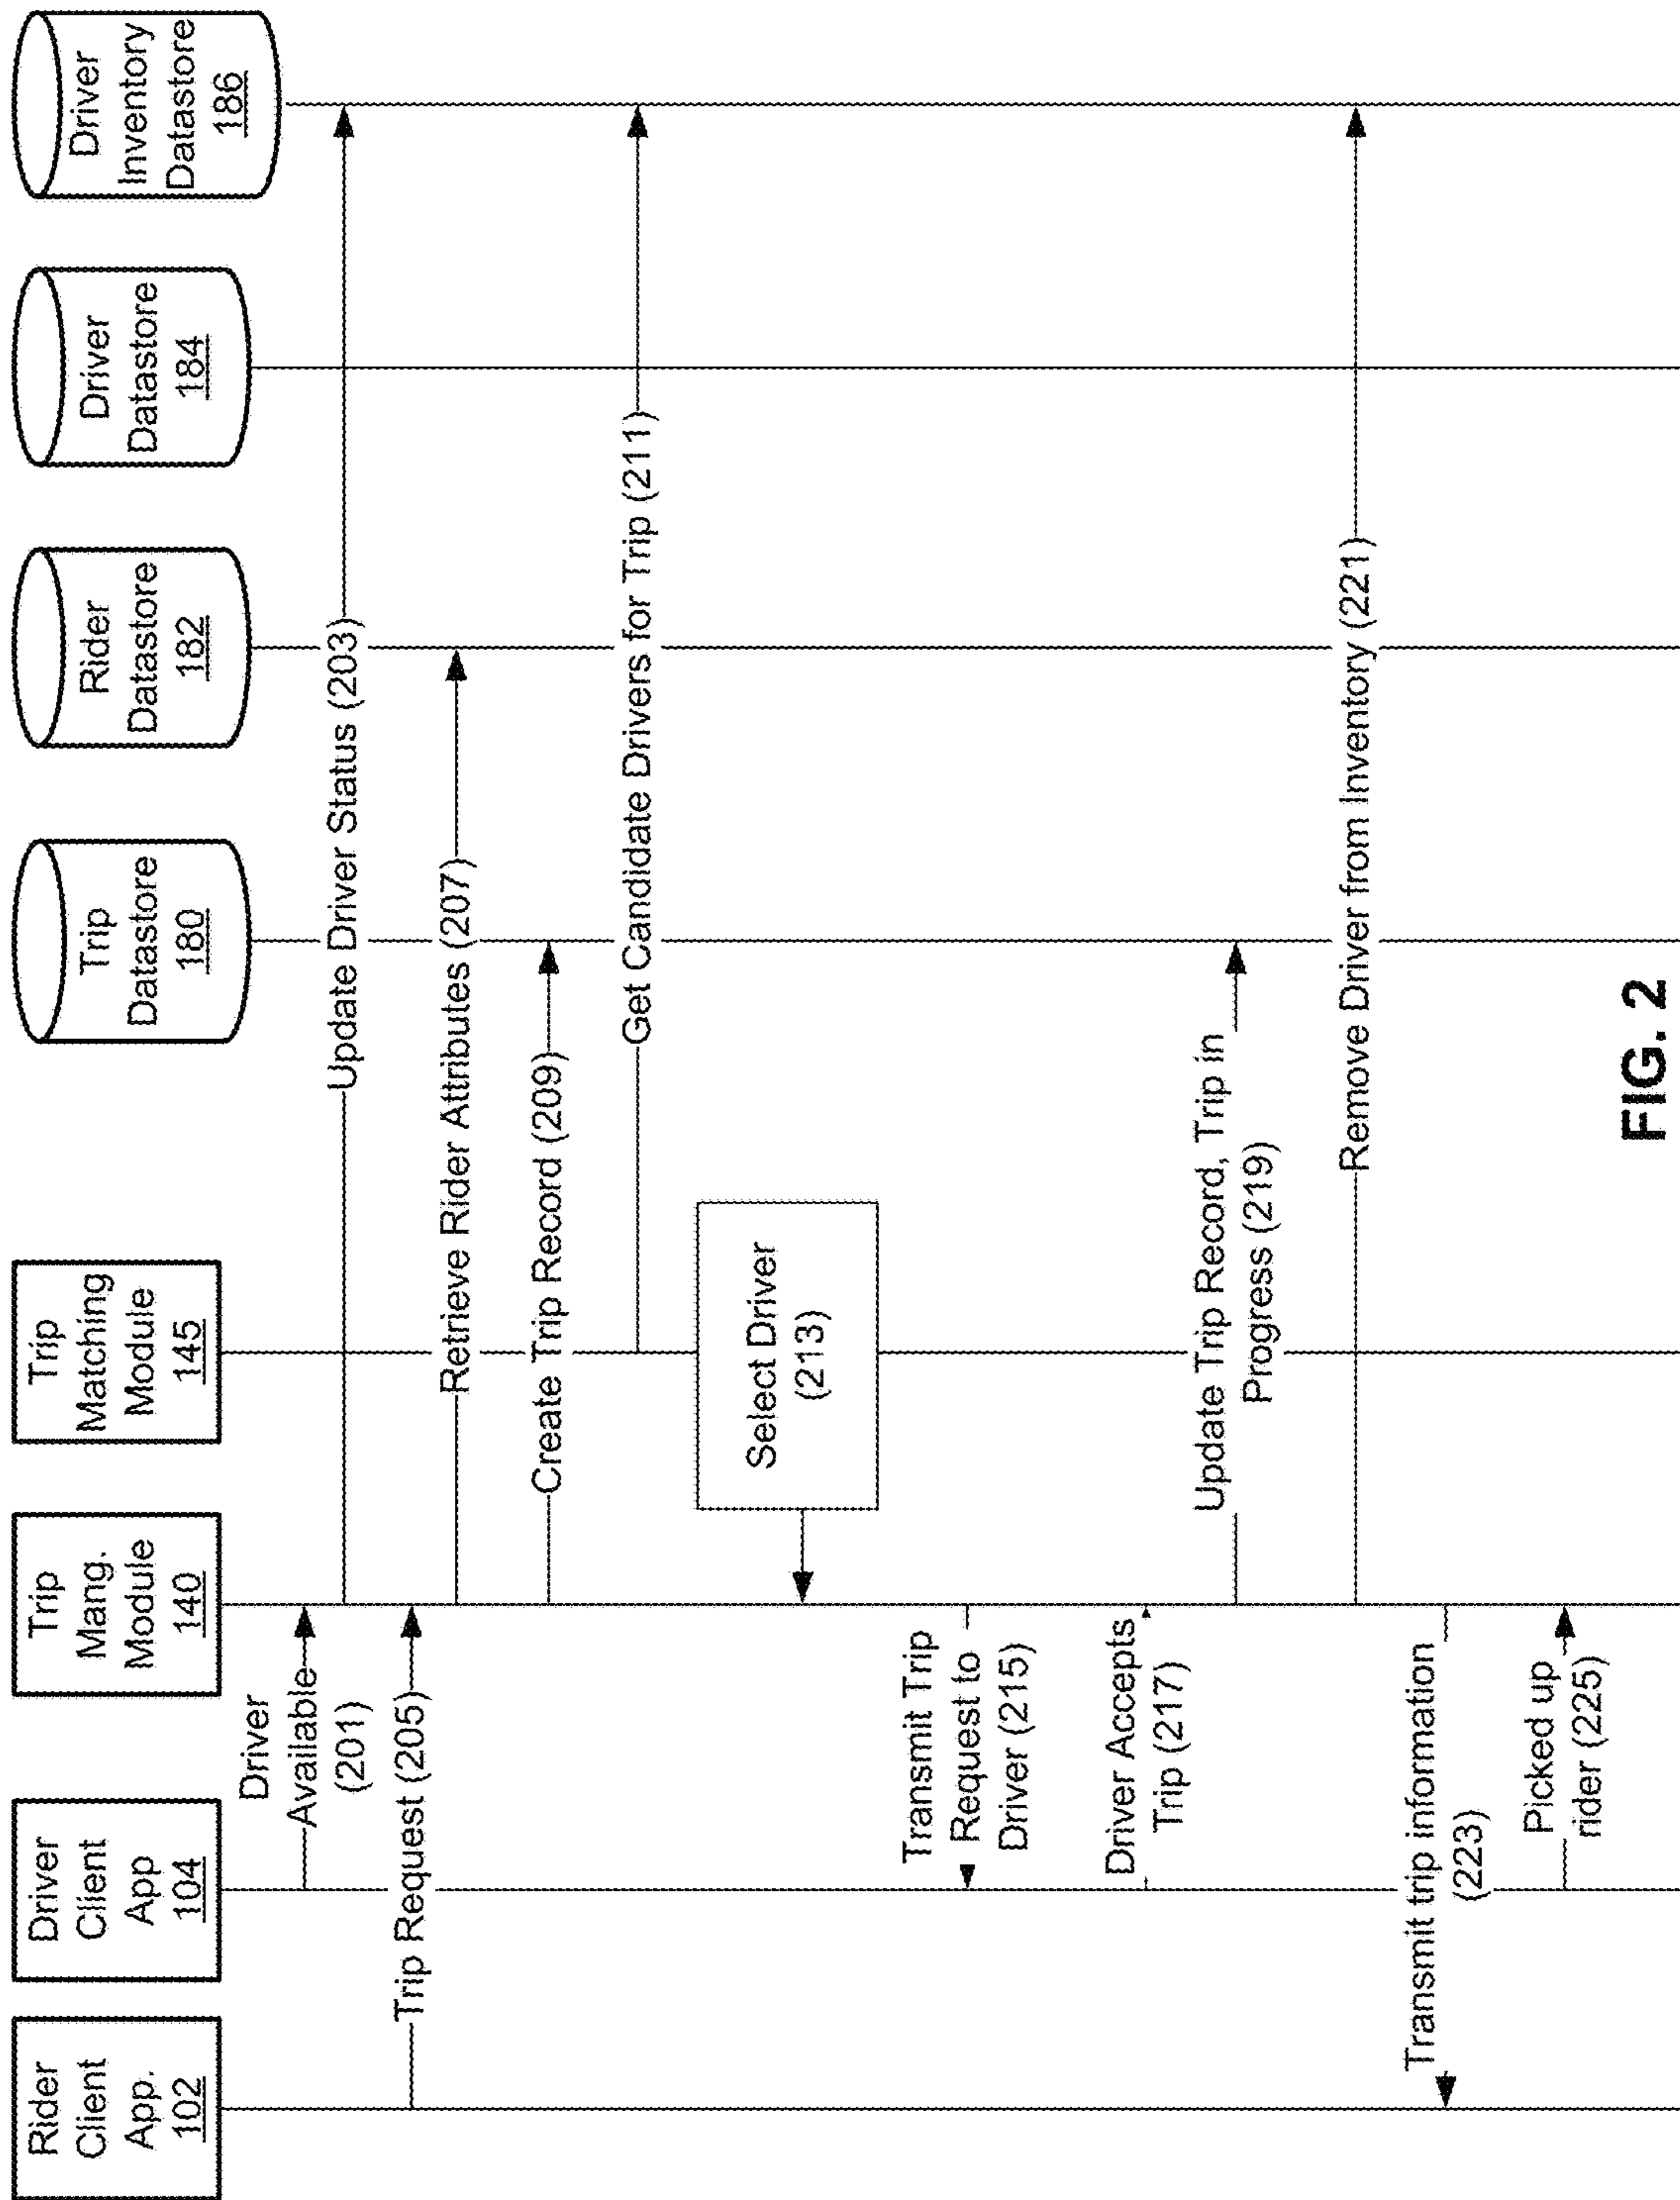 Rider
Client
App.
102
Driver
Client
App
104
Trip
Mang.
Module
140
Trip
Matching
Module
145
Trip
Datastore
180
Rider
Datastore
182
Driver
Datastore
184
Driver
Inventory
Datastore
186
Driver
Available
(201)
Update Driver Status (203)
Trip Request (205)
Retrieve Rider Attributes (207)
Create Trip Record (209)
Get Candidate Drivers for Trip (211)
Select Driver
(213)
Transmit Trip
Request to
Driver (215)
Driver Accepts
Trip (217)
Update Trip Record, Trip in
Progress (219)
Remove Driver from Inventory (221)
Transmit trip information
(223)
Picked up
rider (225)
FIG. 2